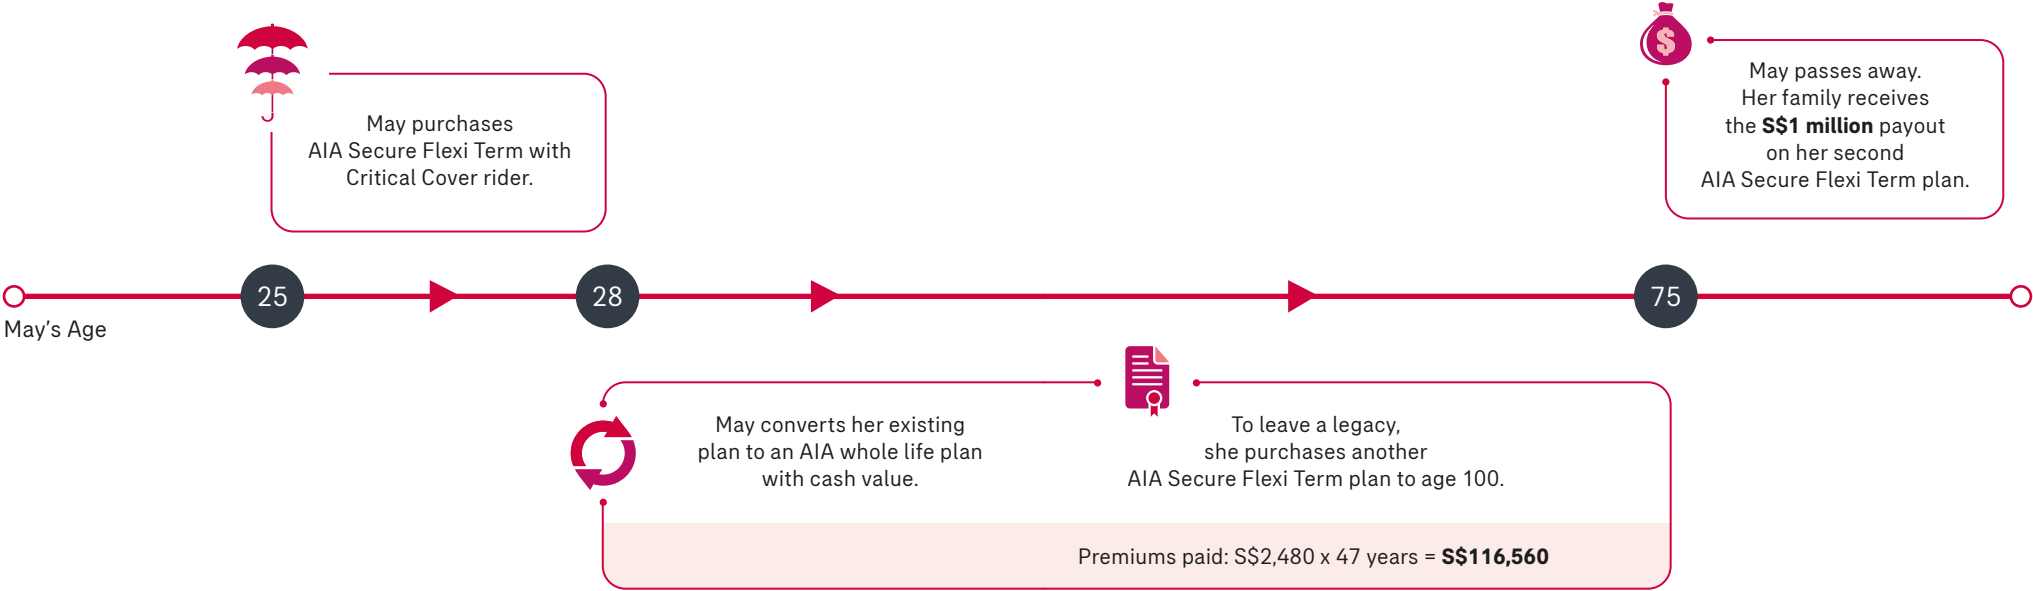 May purchases
AIA Secure Flexi Term with
Critical Cover rider.
$
May passes away.
Her family receives
the S$1 million payout
on her second
AIA Secure Flexi Term plan.
25
28
75
May's Age
May converts her existing
plan to an AIA whole life plan
with cash value.
To leave a legacy,
she purchases another
AIA Secure Flexi Term plan to age 100.
Premiums paid: S$2,480 x 47 years = S$116,560